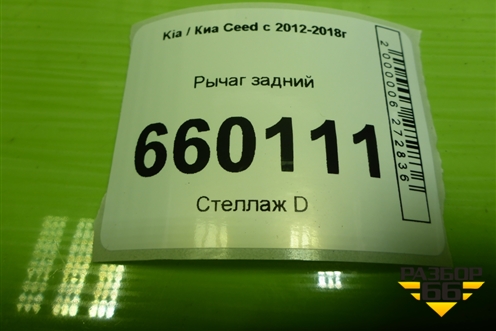 Kia / Киа Ceed с 2012-2018г
Рычаг задний
660111
Стеллаж D
2000006272836
РАЗБОР
66